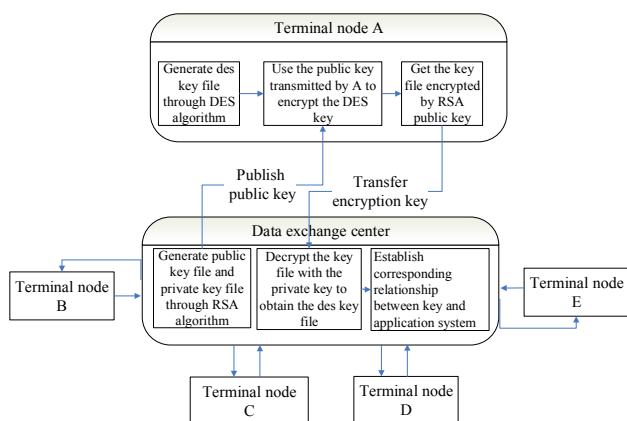 Terminal node A
Generate des
key file
through DES
algorithm
Use the public key
transmitted by A to
encrypt the DES
key
Get the key
file encrypted
by RSA
public key
Publish
public key
Transfer
encryption key
Data exchange center
Generate public
key file and
private key file
through RSA
algorithm
Decrypt the key
file with the
private key to
obtain the des key
file
Establish
corresponding
relationship
between key and
application system
Terminal node
B
Terminal node
E
Terminal node
C
Terminal node
D